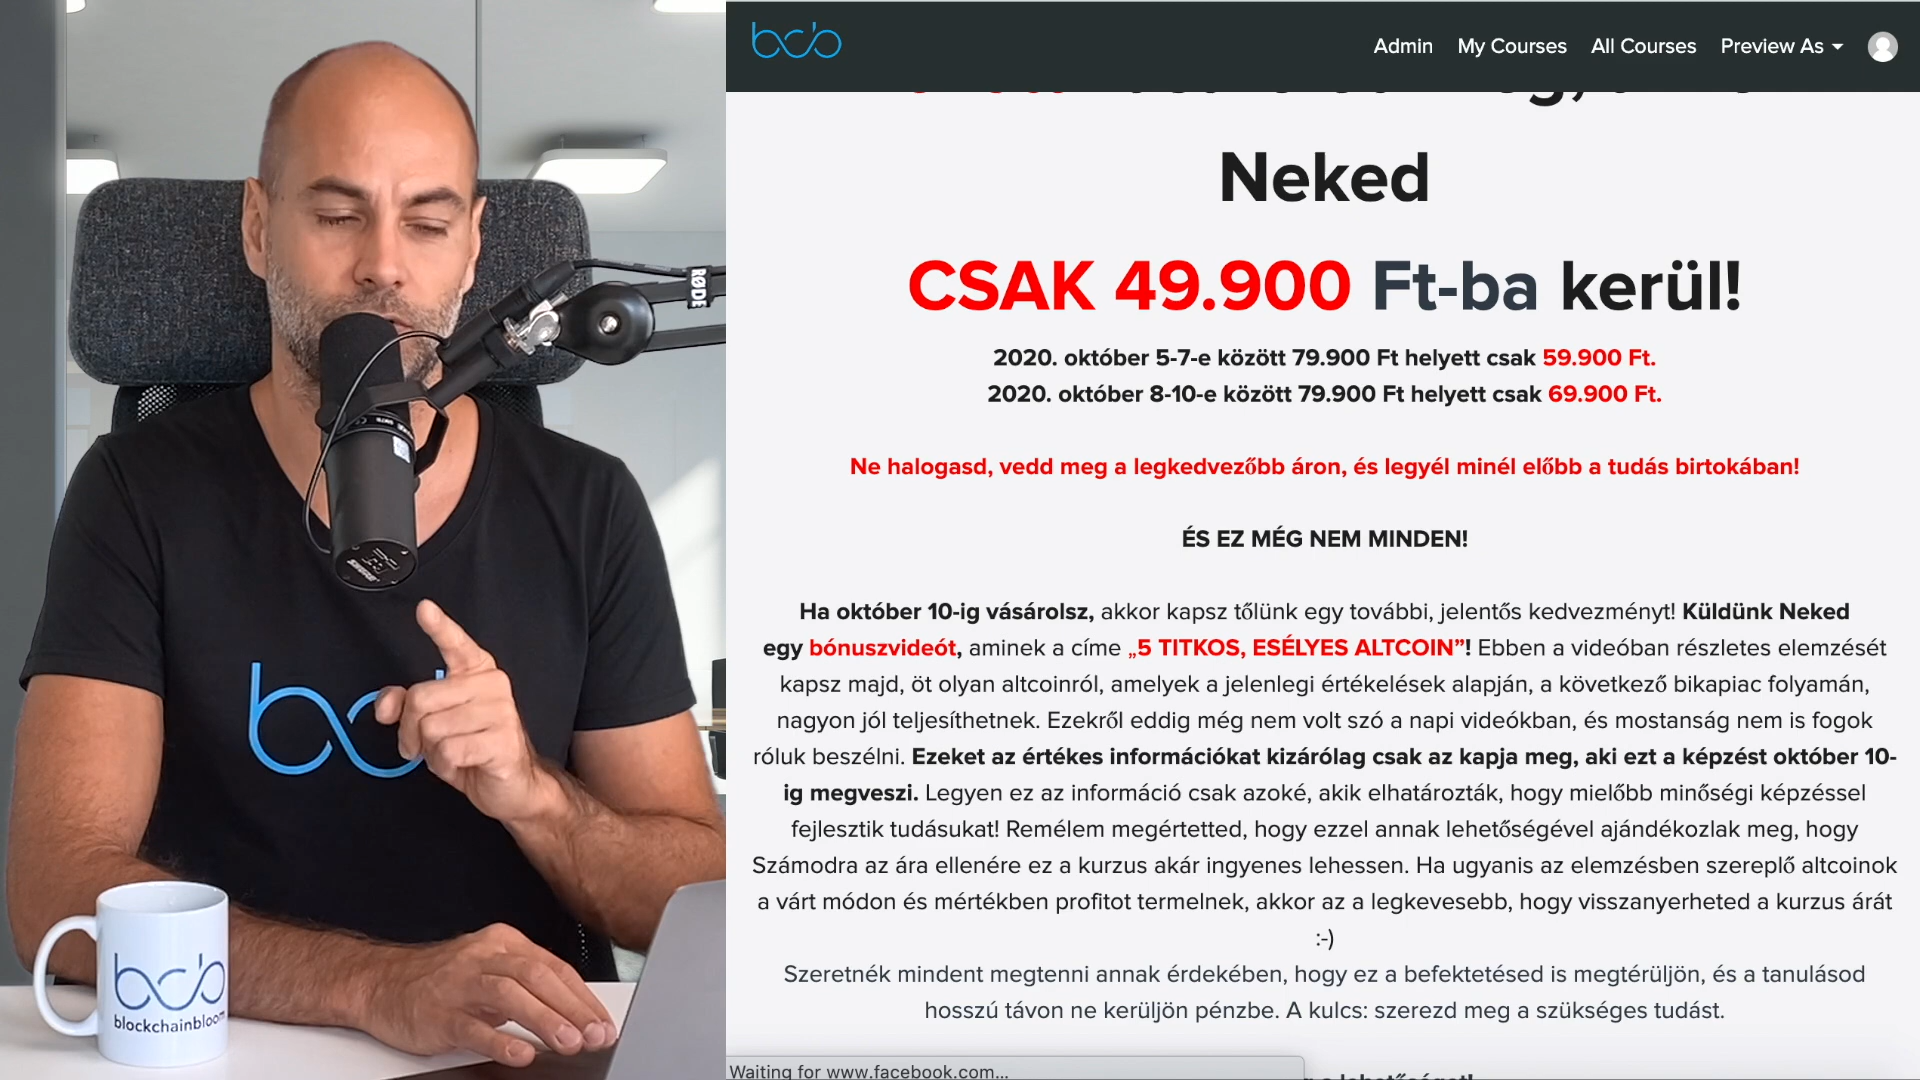 bcb
Admin My Courses All Courses Preview As
Neked
CSAK 49.900 Ft-ba kerül!
2020. október 5-7-e között 79.900 Ft helyett csak 59.900 Ft.
2020. október 8-10-e között 79.900 Ft helyett csak 69.900 Ft.
Ne halogasd, vedd meg a legkedvezőbb áron, és legyél minél előbb a tudás birtokában!
ÉS EZ MÉG NEM MINDEN!
Ha október 10-ig vásárolsz, akkor kapsz tőlünk egy további, jelentős kedvezményt! Küldünk Neked
egy bónuszvideót, aminek a címe „5 TITKOS, ESÉLYES ALTCOIN”! Ebben a videóban részletes elemzését
kapsz majd, öt olyan altcoinról, amelyek a jelenlegi értékelések alapján, a következő bikapiac folyamán,
nagyon jól teljesíthetnek. Ezekről eddig még nem volt szó a napi videókban, és mostanság nem is fogok
róluk beszélni. Ezeket az értékes információkat kizárólag csak az kapja meg, aki ezt a képzést október 10-
ig megveszi. Legyen ez az információ csak azoké, akik elhatározták, hogy mielőbb minőségi képzéssel
fejlesztik tudásukat! Remélem megértetted, hogy ezzel annak lehetőségével ajándékozlak meg, hogy
Számodra az ára ellenére ez a kurzus akár ingyenes lehessen. Ha ugyanis az elemzésben szereplő altcoinok
a várt módon és mértékben profitot termelnek, akkor az a legkevesebb, hogy visszanyerheted a kurzus árát
:-)
Szeretnék mindent megtenni annak érdekében, hogy ez a befektetésed is megtérüljön, és a tanulásod
hosszú távon ne kerüljön pénzbe. A kulcs: szerezd meg a szükséges tudást.
Waiting for www.facebook.com...
RØDE
SHURE
bcb
blockchainbloom